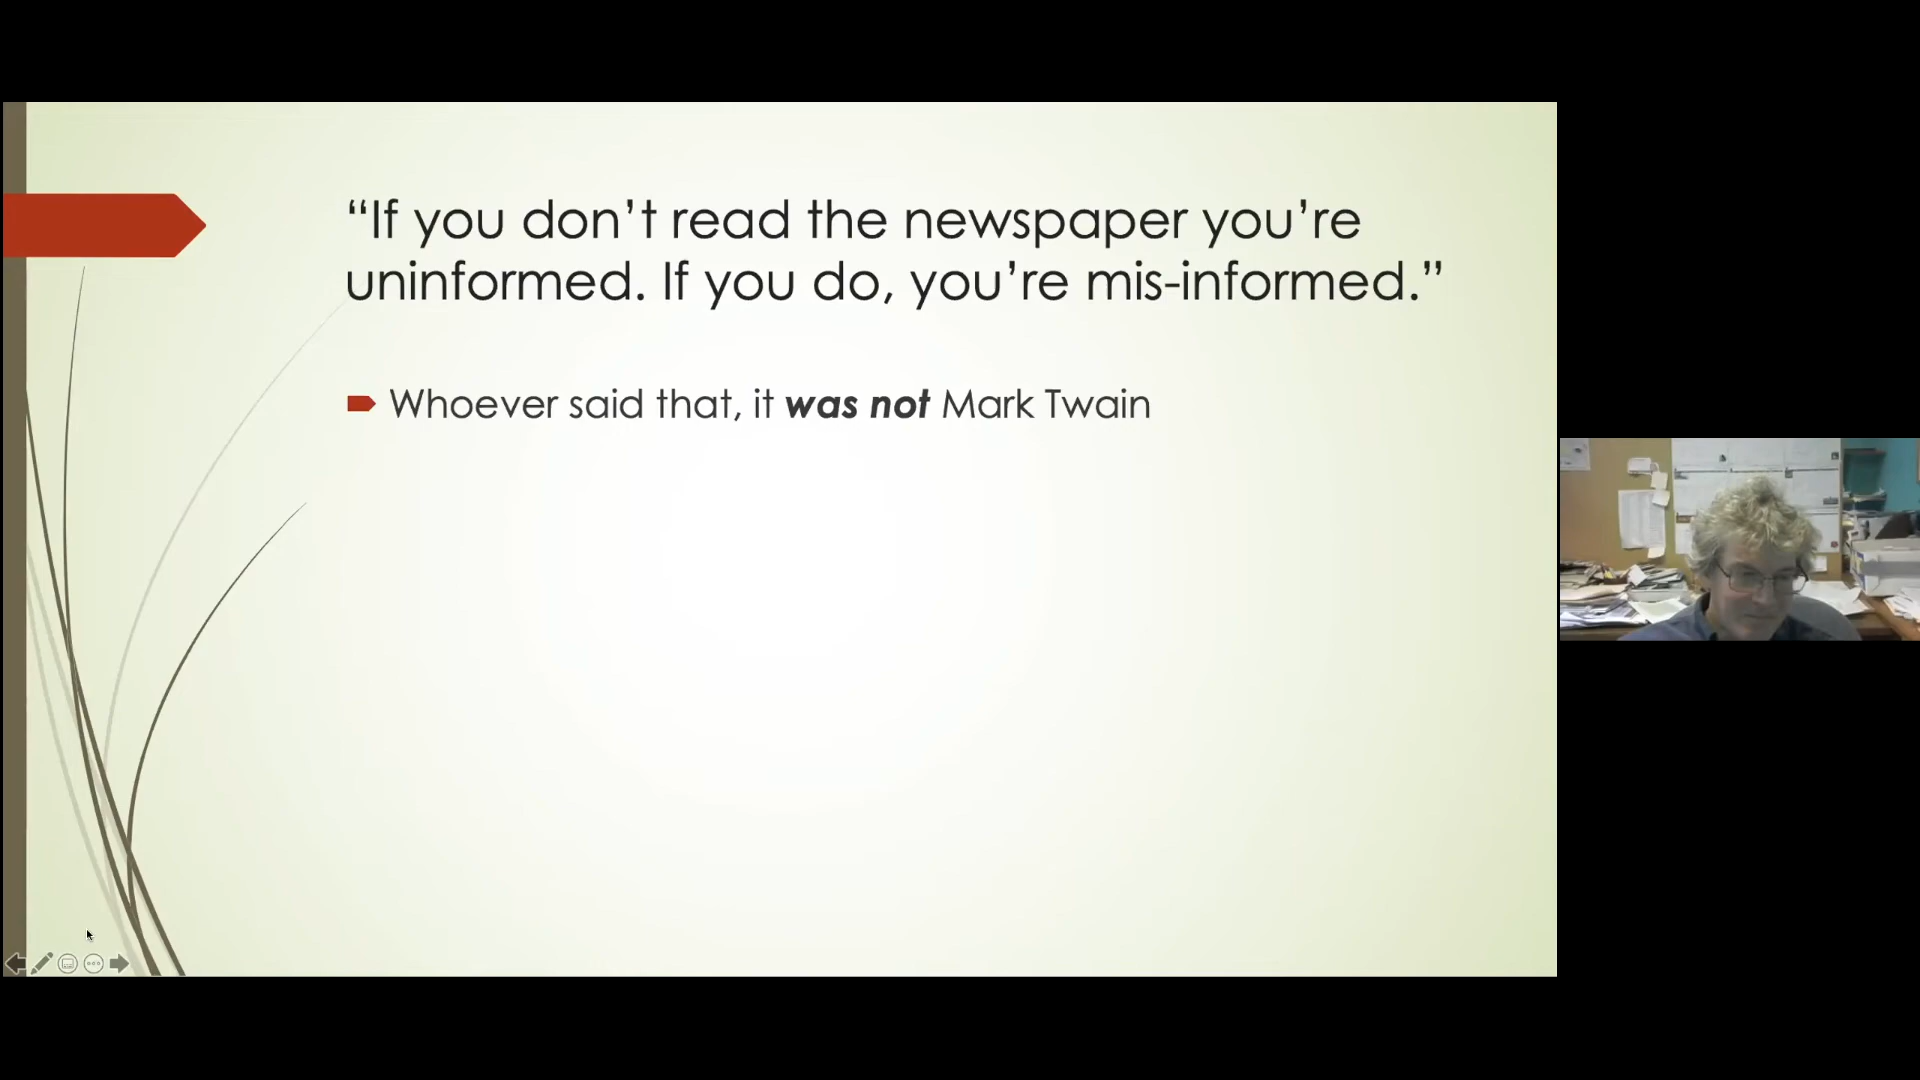 “If you don’t read the newspaper you’re
uninformed. If you do, you’re mis-informed.”
Whoever said that, it was not Mark Twain